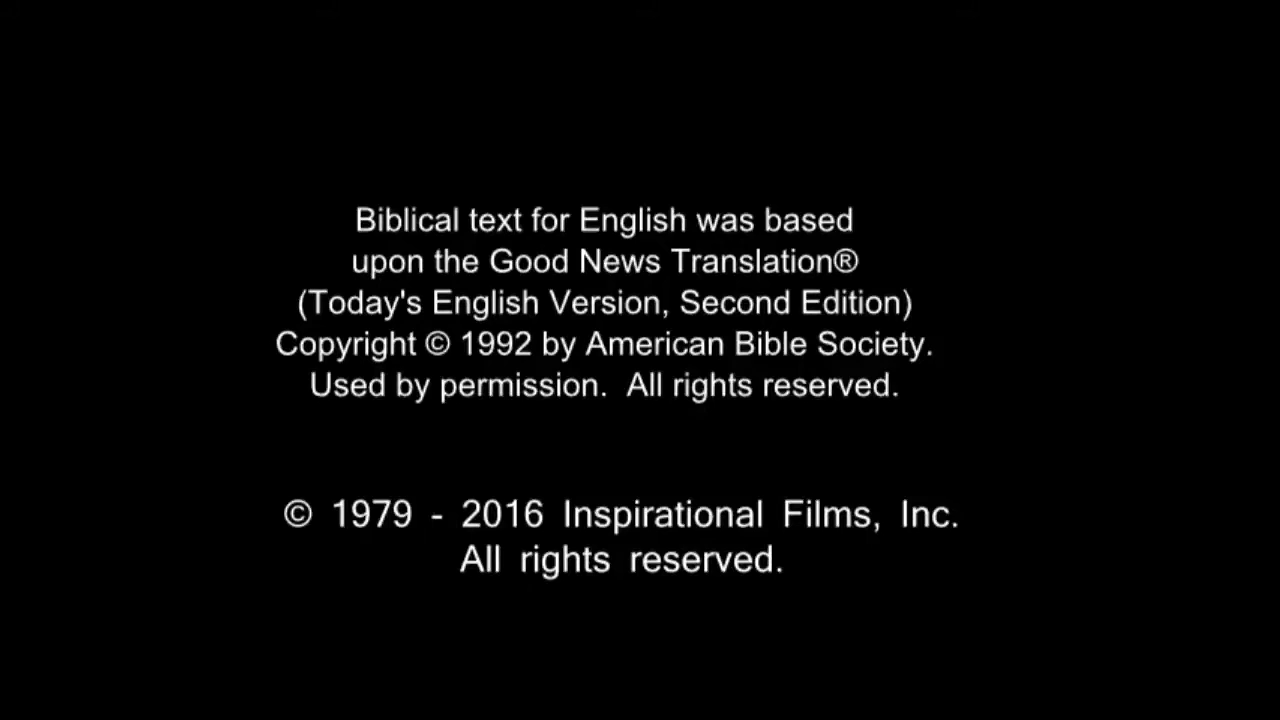 Biblical text for English was based
upon the Good News Translation®
(Today's English Version, Second Edition)
Copyright © 1992 by American Bible Society.
Used by permission.  All rights reserved.
© 1979 - 2016 Inspirational Films, Inc.
All rights reserved.